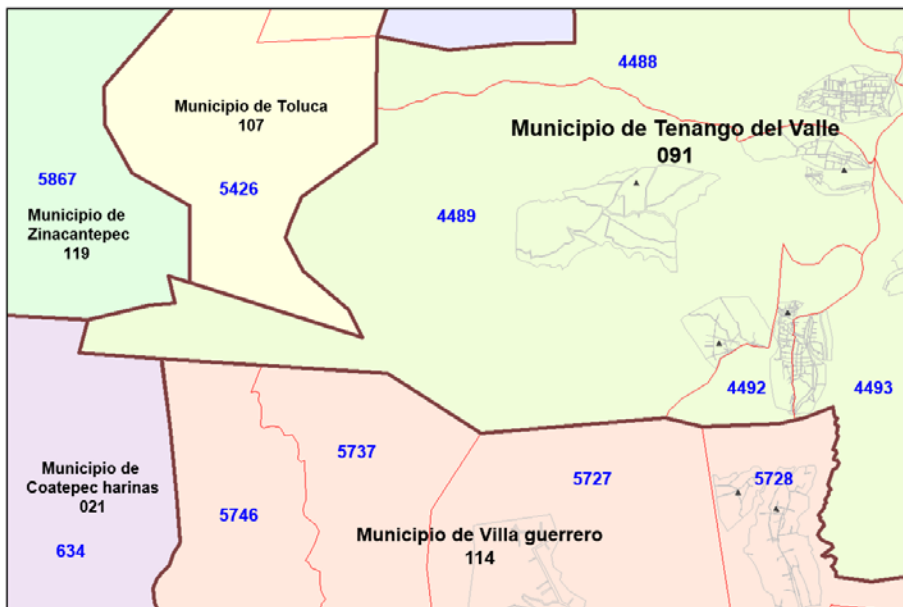 4488
Municipio de Toluca
107
Municipio de Tenango del Valle
091
5867
5426
4489
Municipio de
Zinacantepec
119
4492
4493
5737
5727
5728
Municipio de
Coatepec harinas
021
634
5746
Municipio de Villa guerrero
114